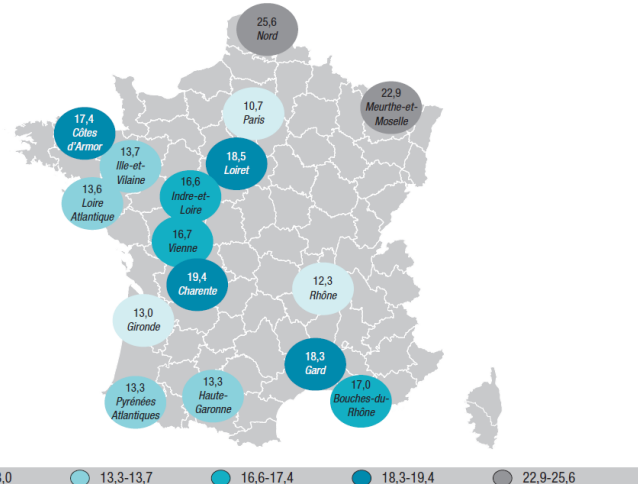 25,6
Nord
22,9
Meurthe-et-
Moselle
10,7
Paris
17,4
Côtes
d'Armor
13,7
Ille-et-
Vilaine
18,5
Loiret
13,6
Loire
Atlantique
16,6
Indre-et-
Loire
16,7
Vienne
19,4
Charente
12,3
Rhône
13,0
Gironde
18,3
Gard
13,3
Pyrénées
Atlantiques
13,3
Haute-
Garonne
17,0
Bouches-du-
Rhône
3,0 13.3-13,7 16,6-17,4 18,3-19,4 22,9-25,6